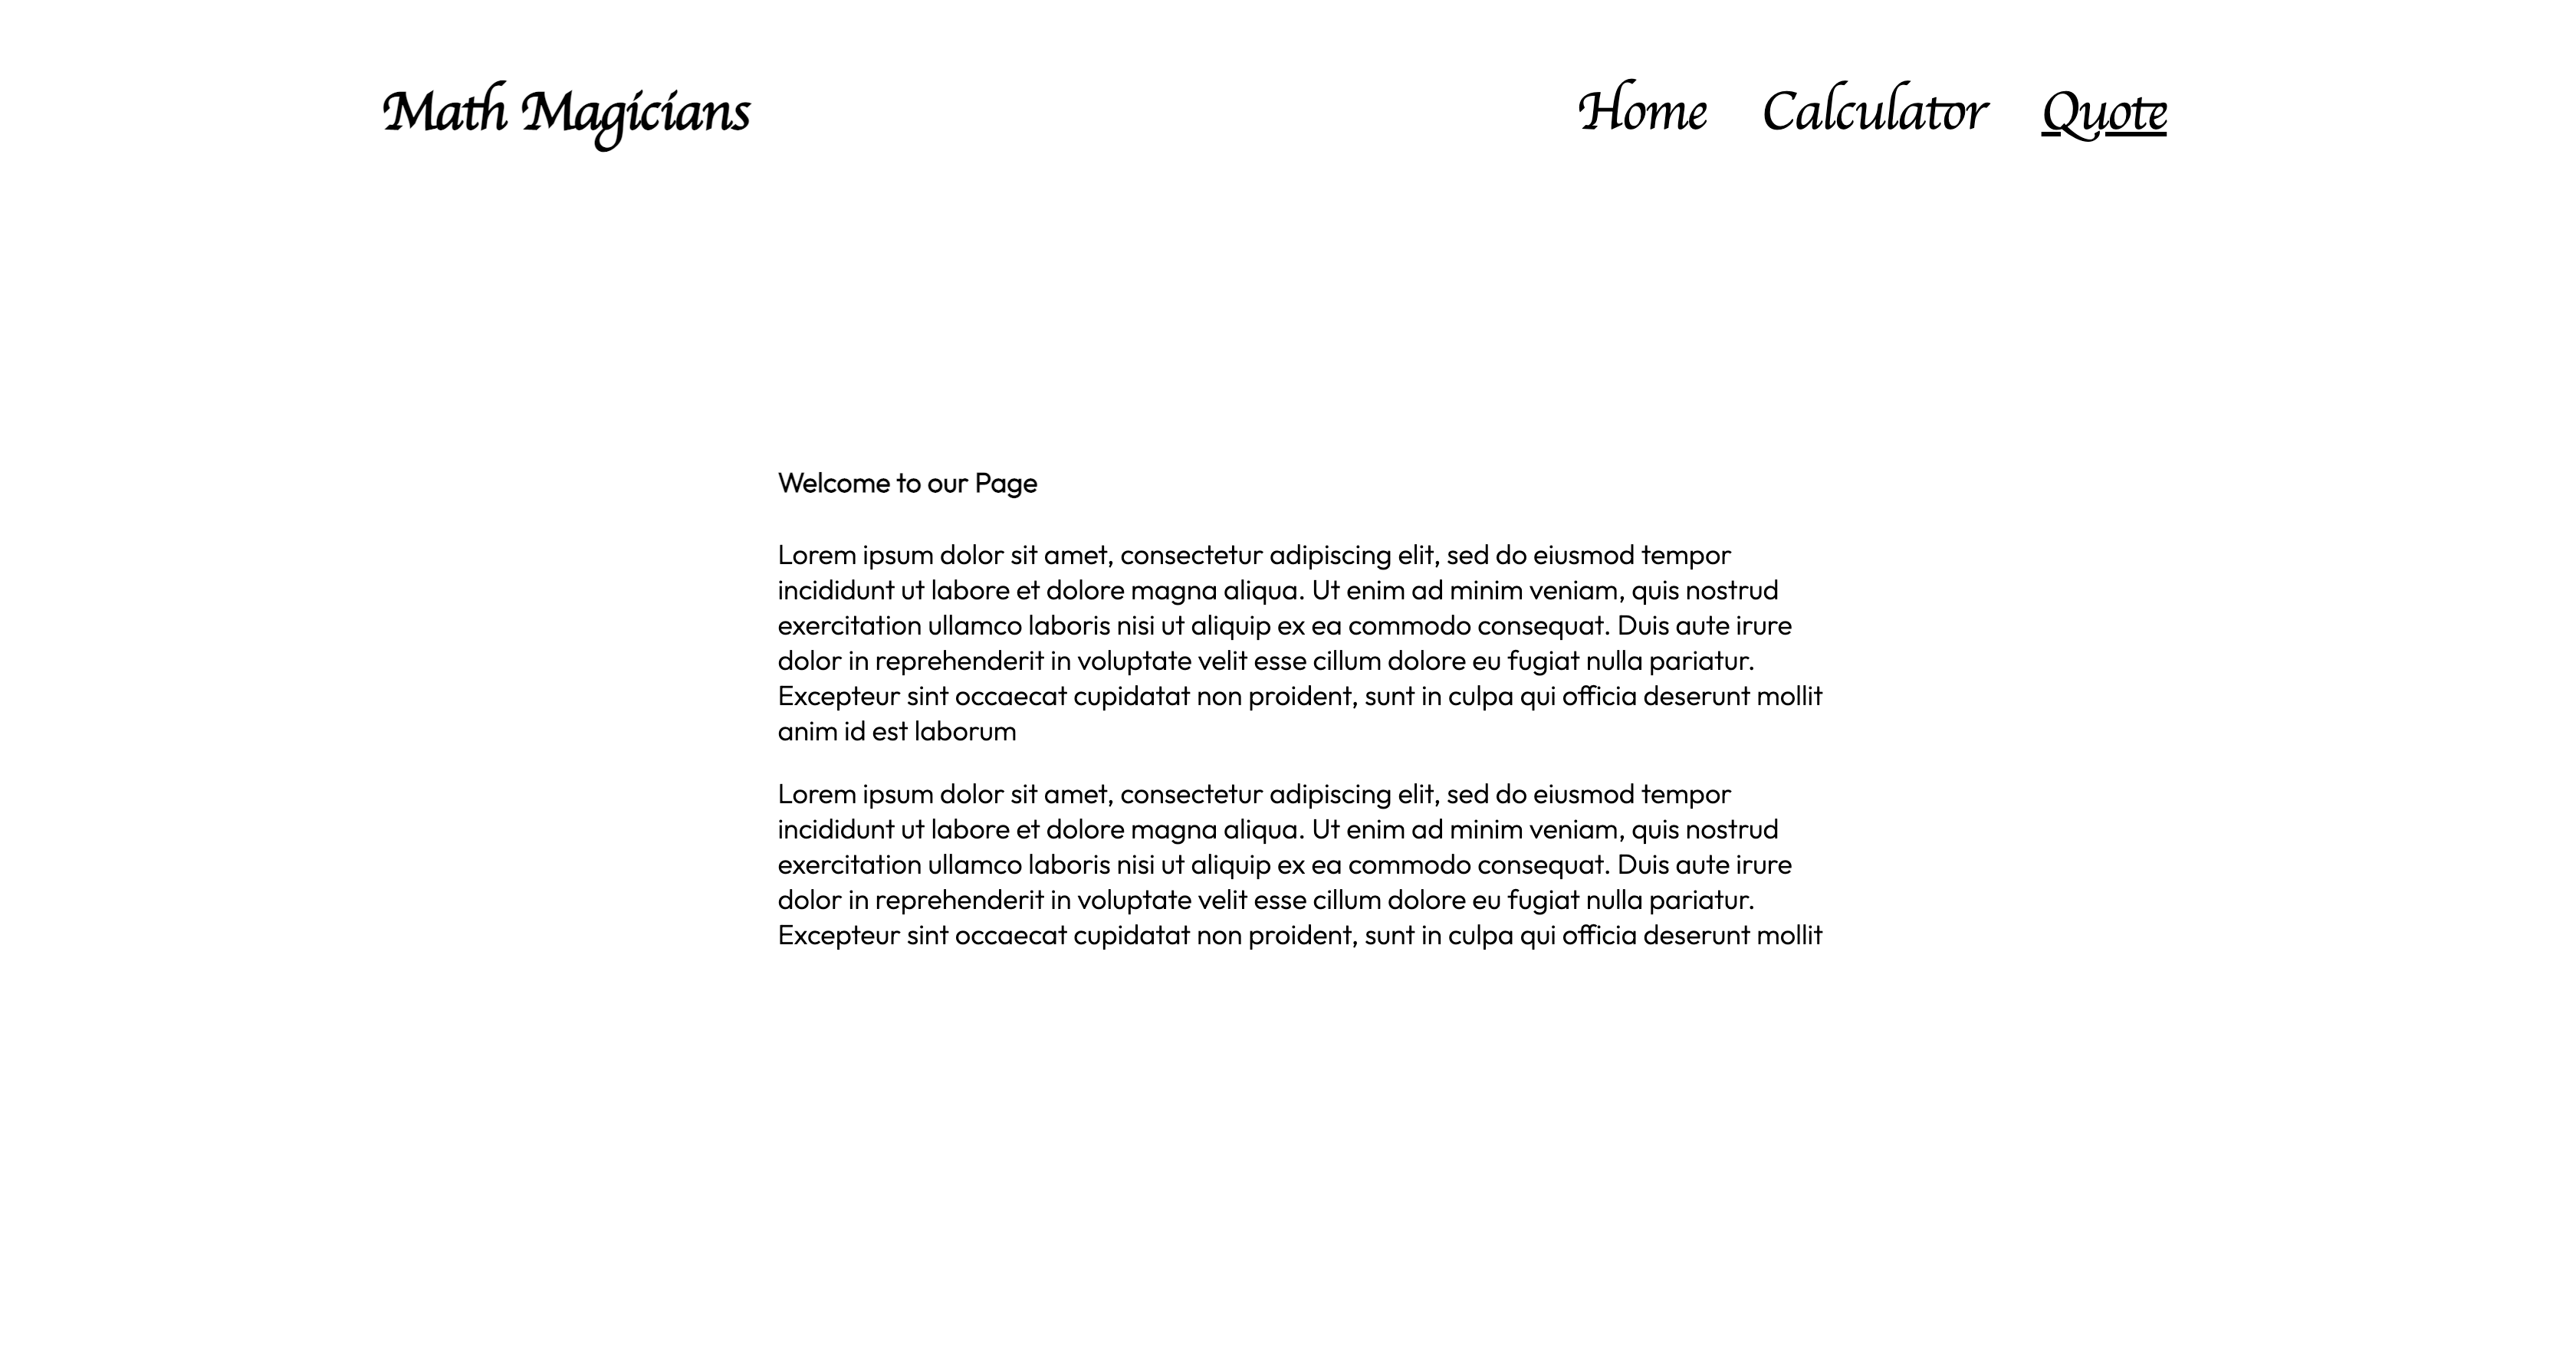 Math Magicians
Home Calculator Quote
Welcome to our Page
Lorem ipsum dolor sit amet, consectetur adipiscing elit, sed do eiusmod tempor
incididunt ut labore et dolore magna aliqua. Ut enim ad minim veniam, quis nostrud
exercitation ullamco laboris nisi ut aliquip ex ea commodo consequat. Duis aute irure
dolor in reprehenderit in voluptate velit esse cillum dolore eu fugiat nulla pariatur.
Excepteur sint occaecat cupidatat non proident, sunt in culpa qui officia deserunt mollit
anim id est laborum
Lorem ipsum dolor sit amet, consectetur adipiscing elit, sed do eiusmod tempor
incididunt ut labore et dolore magna aliqua. Ut enim ad minim veniam, quis nostrud
exercitation ullamco laboris nisi ut aliquip ex ea commodo consequat. Duis aute irure
dolor in reprehenderit in voluptate velit esse cillum dolore eu fugiat nulla pariatur.
Excepteur sint occaecat cupidatat non proident, sunt in culpa qui officia deserunt mollit